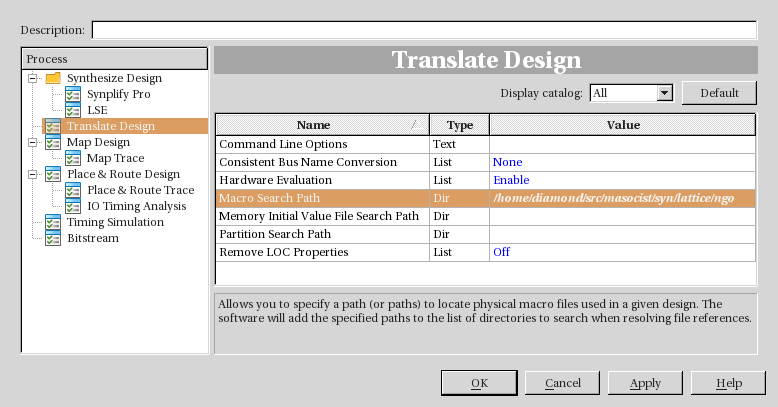 Description:
Process
Synthesize Design
Synplify Pro
LSE
Translate Design
Map Design
Map Trace
Place & Route Design
Place & Route Trace
IO Timing Analysis
Timing Simulation
Bitstream
Translate Design
Display catalog: All Default
Name Type Value
Command Line Options Text
Consistent Bus Name Conversion List None
Hardware Evaluation List Enable
Macro Search Path Dir /home/diamond/src/masocist/syn/lattice/ngo
Memory Initial Value File Search Path Dir
Partition Search Path Dir
Remove LOC Properties List Off
Allows you to specify a path (or paths) to locate physical macro files used in a given design. The
software will add the specified paths to the list of directories to search when resolving file references.
OK Cancel Apply Help